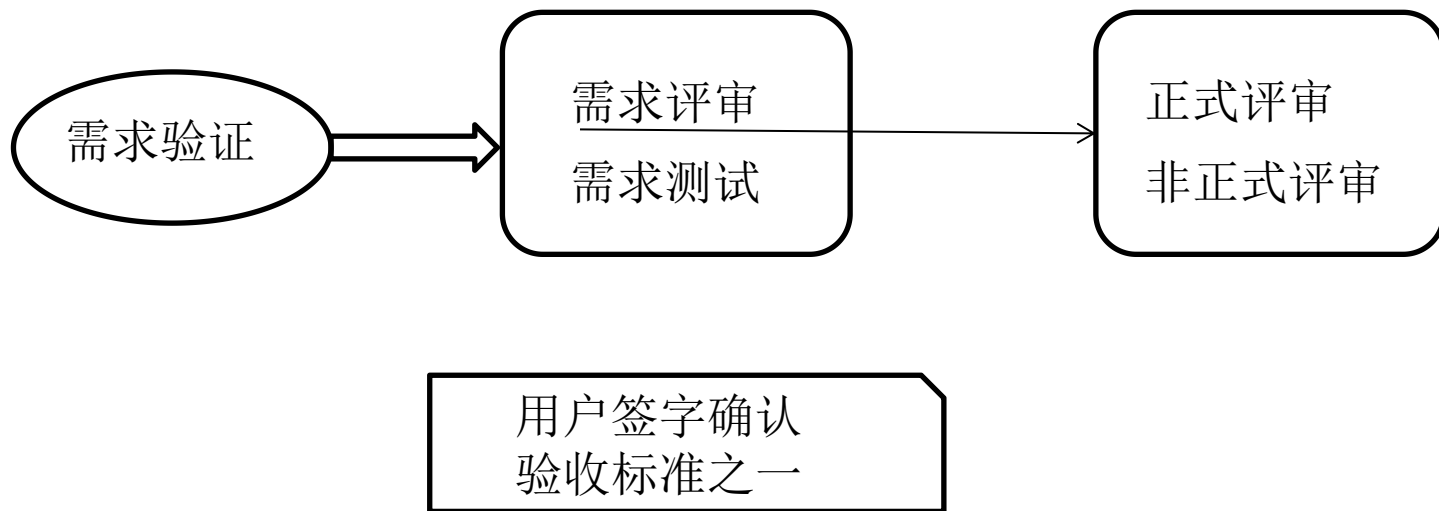 需求验证
需求评审
需求测试
正式评审
非正式评审
用户签字确认
验收标准之一